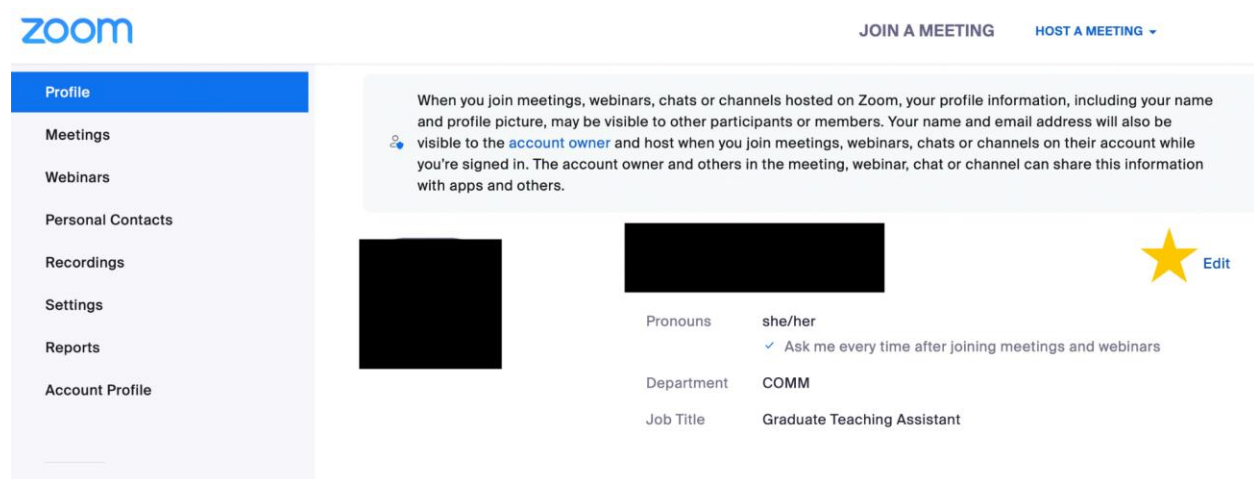 zoom
JOIN A MEETING
HOST A MEETING
Profile
Meetings
Webinars
Personal Contacts
Recordings
Settings
Reports
Account Profile
When you join meetings, webinars, chats or channels hosted on Zoom, your profile information, including your name
and profile picture, may be visible to other participants or members. Your name and email address will also be
visible to the account owner and host when you join meetings, webinars, chats or channels on their account while
you're signed in. The account owner and others in the meeting, webinar, chat or channel can share this information
with apps and others.
Edit
Pronouns she/her
Ask me every time after joining meetings and webinars
Department COMM
Job Title Graduate Teaching Assistant